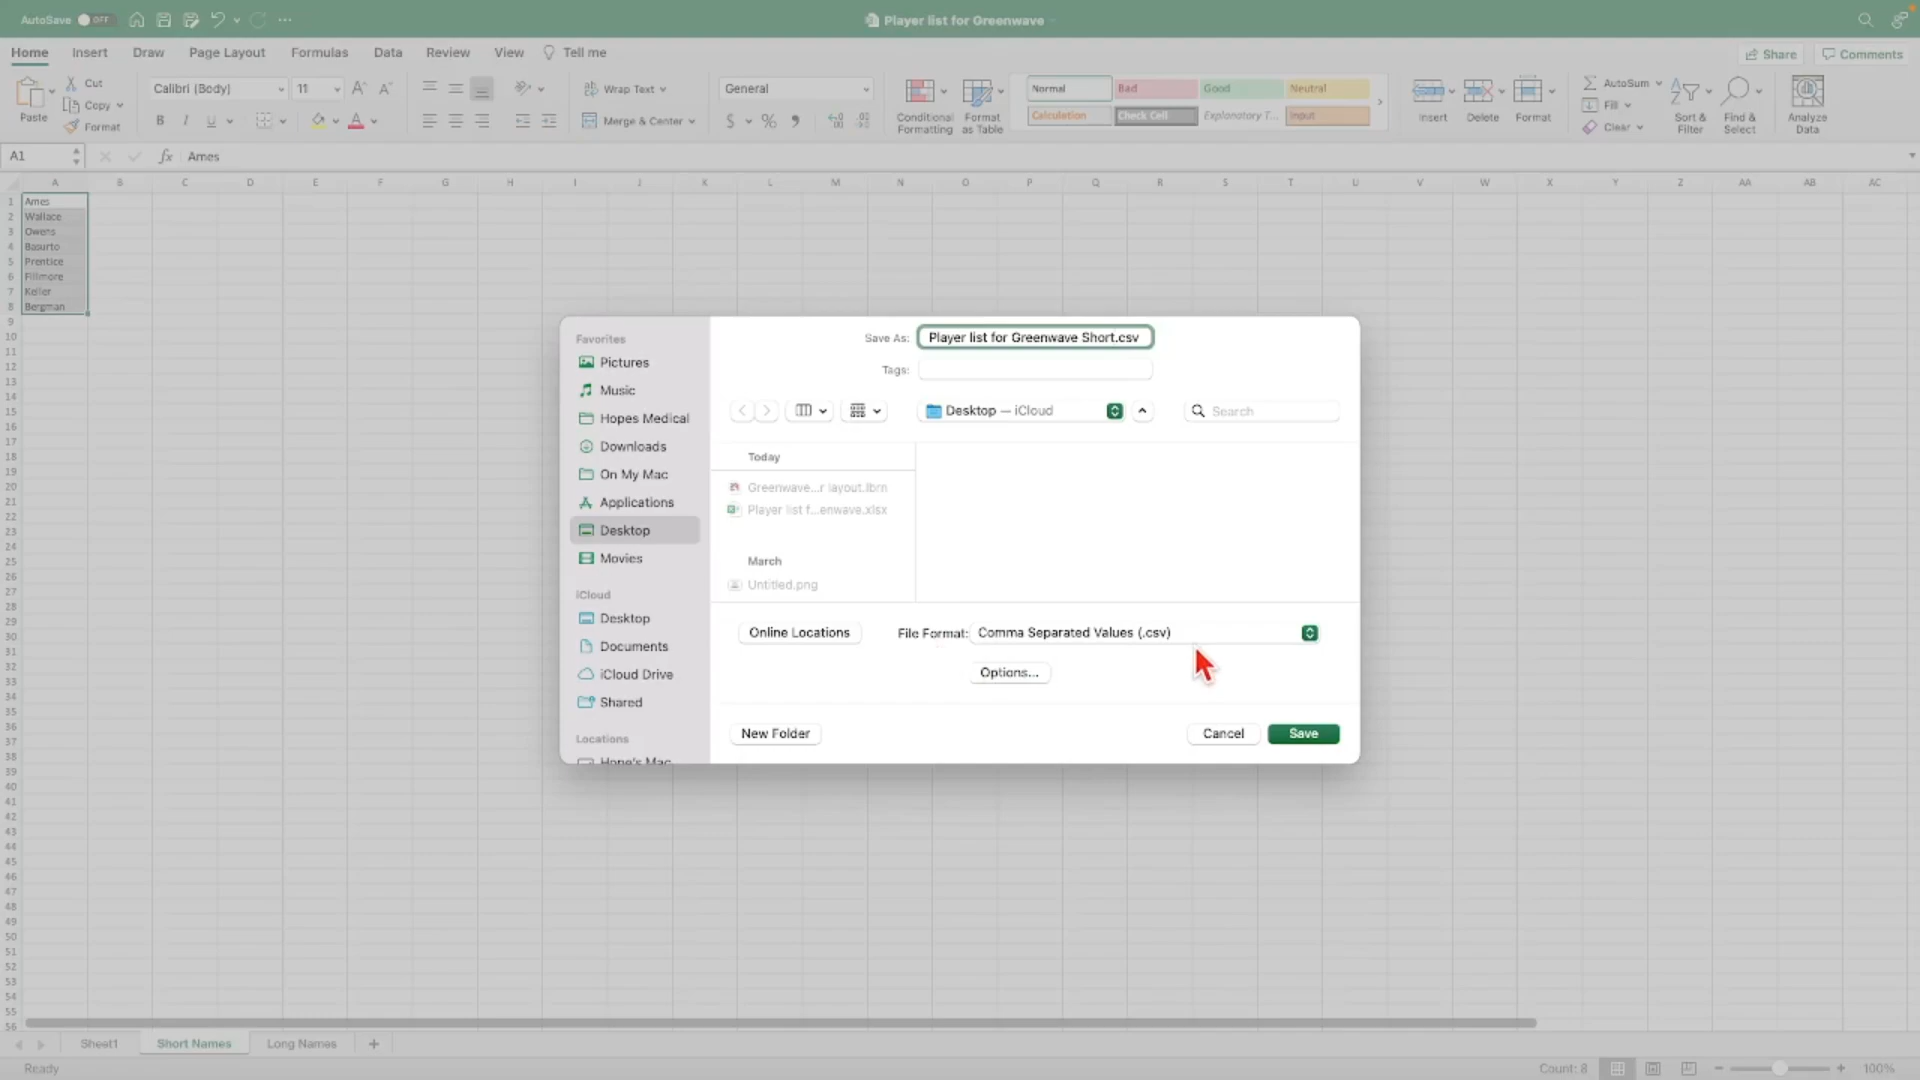 AutoSave OFF
Player list for Greenwave
Home Insert Draw Page Layout Formulas Data Review View Tell me
Share Comments
Paste
Cut
Copy
Format
Calibri (Body) 11
B I U
Wrap Text
Merge & Center
General
Conditional Formatting
Format as Table
Normal Bad Good Neutral
Calculation Check Cell Explanatory T... Input
Insert Delete Format
AutoSum
Fill
Clear
Sort & Filter
Find & Select
Analyze Data
A1 fx Ames
A B C D E F G H I J K L M N O P Q R S T U V W X Y Z AA AB AC
1 Ames
2 Wallace
3 Owens
4 Basurto
5 Prentice
6 Fillmore
7 Keller
8 Bergman
9
10
11
12
13
14
15
16
17
18
19
20
21
22
23
24
25
26
27
28
29
30
31
32
33
34
35
36
37
38
39
40
41
42
43
44
45
46
47
48
49
50
51
52
53
54
55
56
Favorites
Pictures
Music
Hopes Medical
Downloads
On My Mac
Applications
Desktop
Movies
iCloud
Desktop
Documents
iCloud Drive
Shared
Locations
Hope's Mac
Save As: Player list for Greenwave Short.csv
Tags:
Desktop — iCloud
Search
Today
Greenwave...r layout.lbrn
Player list f...enwave.xlsx
March
Untitled.png
Online Locations
File Format: Comma Separated Values (.csv)
Options...
New Folder
Cancel Save
Sheet1 Short Names Long Names +
Ready
Count: 8
100%